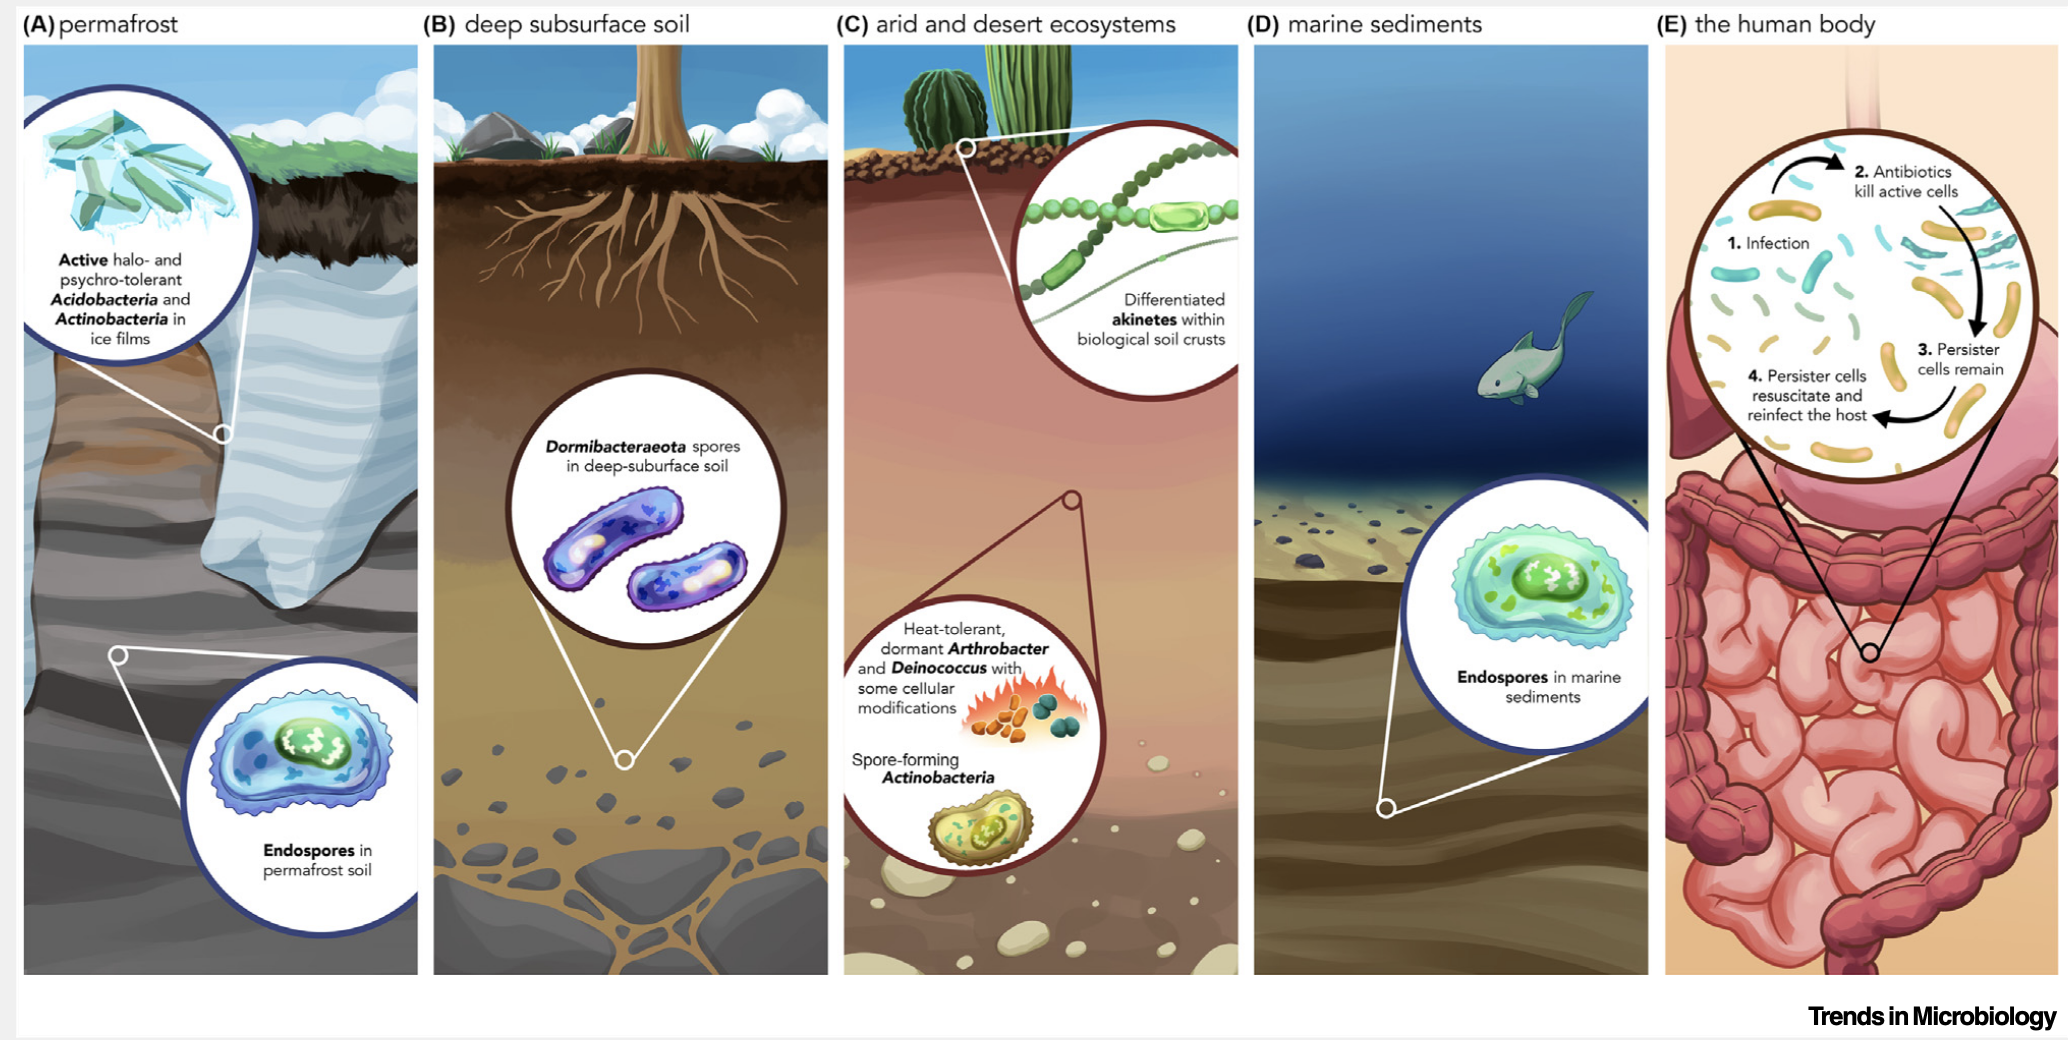 (A) permafrost
Active halo- and
psychro-tolerant
Acidobacteria and
Actinobacteria in
ice films
Endospores in
permafrost soil
(B) deep subsurface soil
Dormibacteraeota spores
in deep-suburface soil
(C) arid and desert ecosystems
Differentiated
akinetes within
biological soil crusts
Heat-tolerant,
dormant Arthrobacter
and Deinococcus with
some cellular
modifications
Spore-forming
Actinobacteria
(D) marine sediments
Endospores in marine
sediments
(E) the human body
1. Infection
2. Antibiotics
kill active cells
3. Persister
cells remain
4. Persister cells
resuscitate and
reinfect the host
Trends in Microbiology